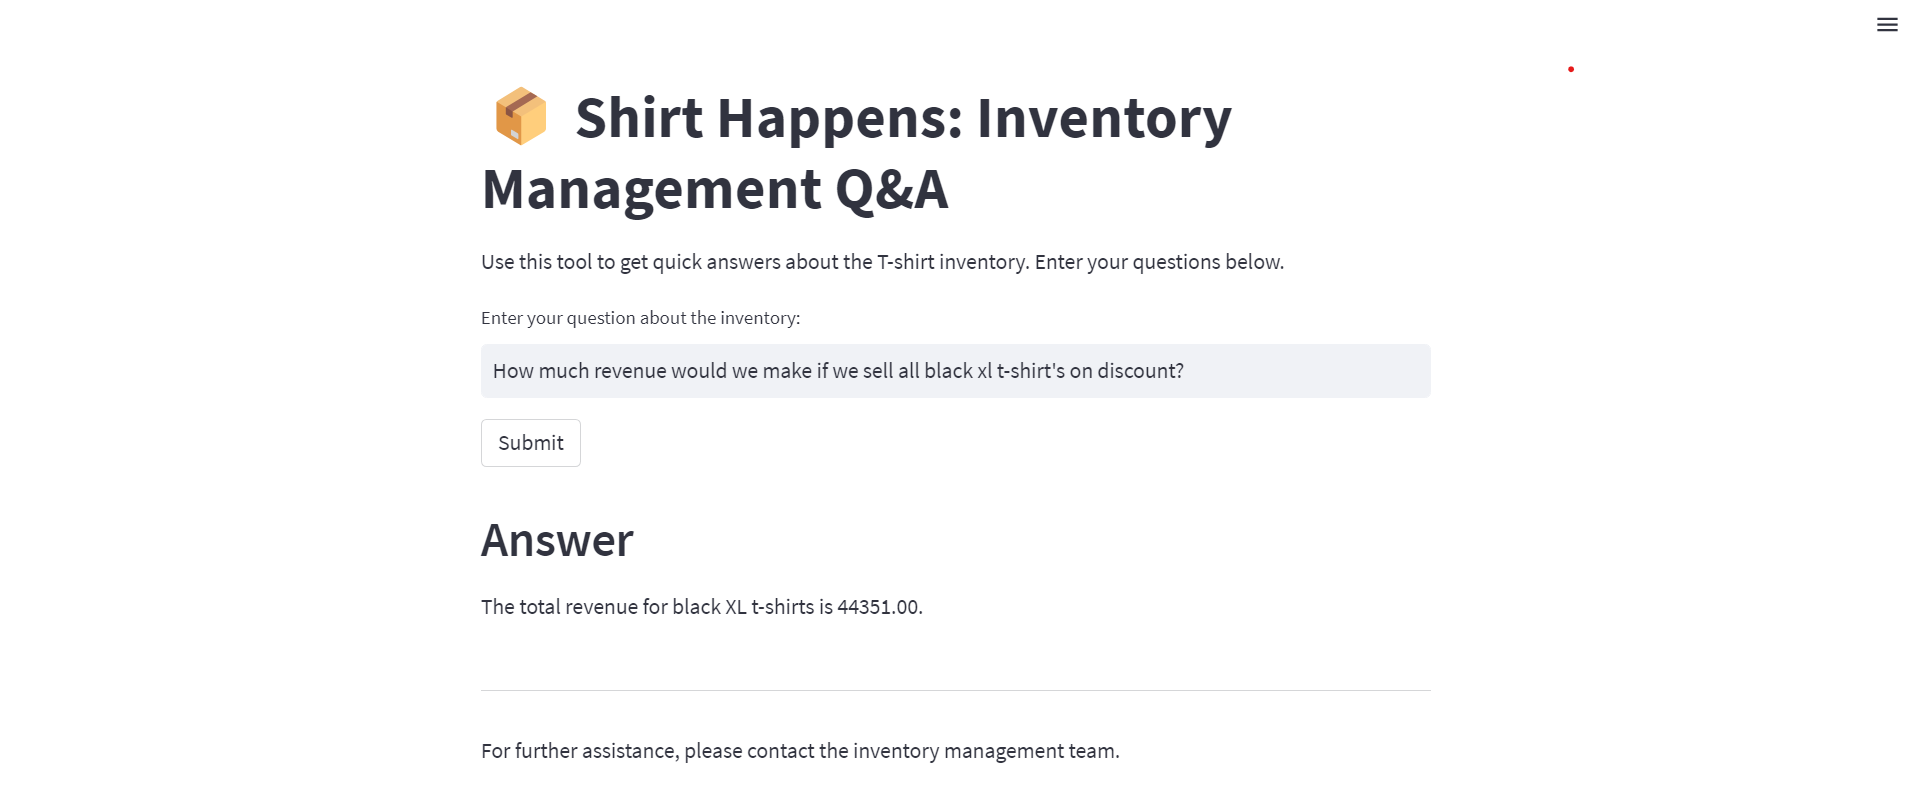 Shirt Happens: Inventory
Management Q&A
Use this tool to get quick answers about the T-shirt inventory. Enter your questions below.
Enter your question about the inventory:
How much revenue would we make if we sell all black xl t-shirt's on discount?
Submit
Answer
The total revenue for black XL t-shirts is 44351.00.
For further assistance, please contact the inventory management team.